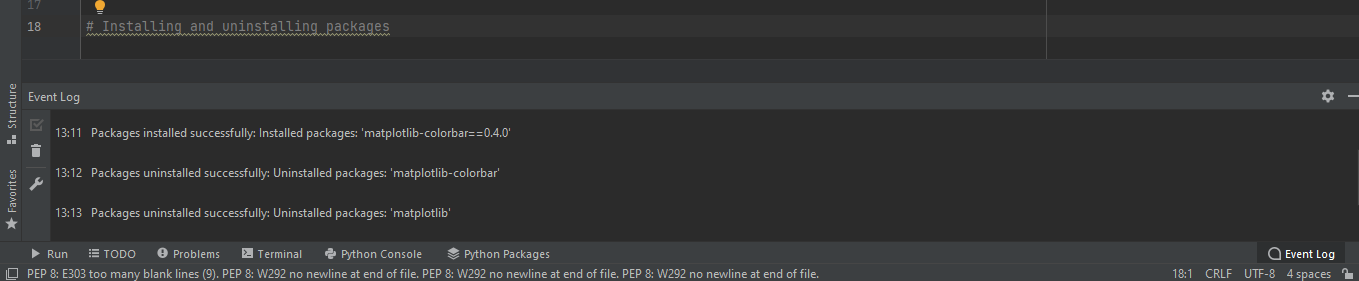 17
18 # Installing and uninstalling packages
Structure
Favorites
Event Log
13:11 Packages installed successfully: Installed packages: 'matplotlib-colorbar==0.4.0'
13:12 Packages uninstalled successfully: Uninstalled packages: 'matplotlib-colorbar'
13:13 Packages uninstalled successfully: Uninstalled packages: 'matplotlib'
Run TODO Problems Terminal Python Console Python Packages Event Log
PEP 8: E303 too many blank lines (9). PEP 8: W292 no newline at end of file. PEP 8: W292 no newline at end of file. PEP 8: W292 no newline at end of file. 18:1 CRLF UTF-8 4 spaces